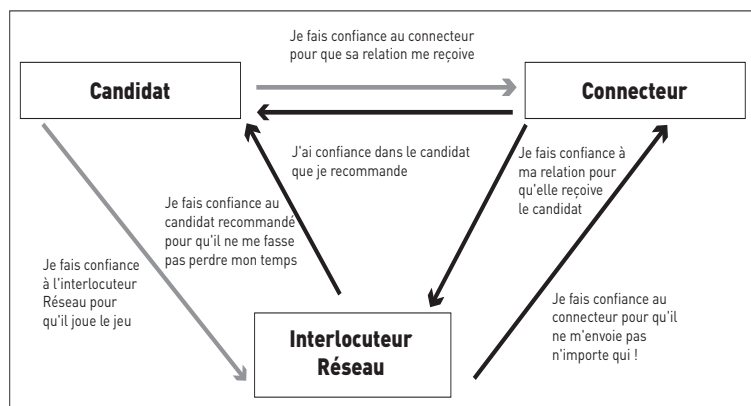 Je fais confiance au connecteur
pour que sa relation me reçoive
Candidat
Connecteur
J'ai confiance dans le candidat
que je recommande
Je fais confiance à
ma relation pour
qu'elle reçoive
le candidat
Je fais confiance au
candidat recommandé
pour qu'il ne me fasse
pas perdre mon temps
Je fais confiance
à l'interlocuteur
Réseau pour
qu'il joue le jeu
Je fais confiance au
connecteur pour qu'il
ne m'envoie pas
n'importe qui !
Interlocuteur
Réseau